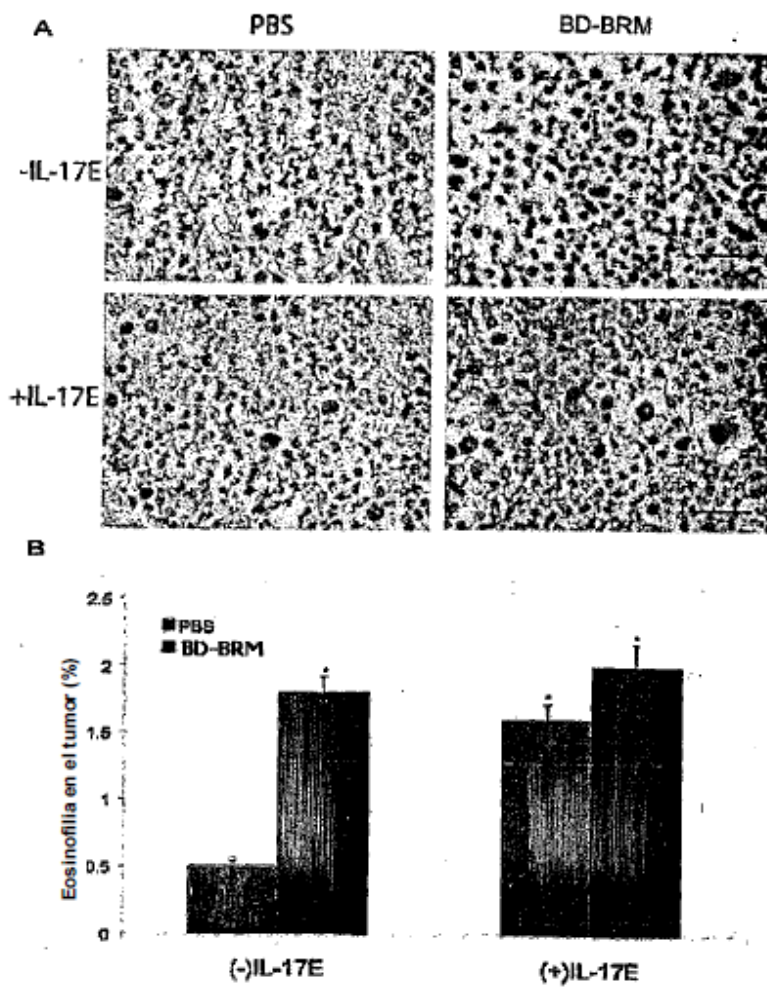 A
PBS
BD-BRM
-IL-17E
+IL-17E
B
Eosinofilia en el tumor (%)
2.5
2
1.5
1
0.5
0
PBS
BD-BRM
*
*
*
(-)IL-17E
(+)IL-17E